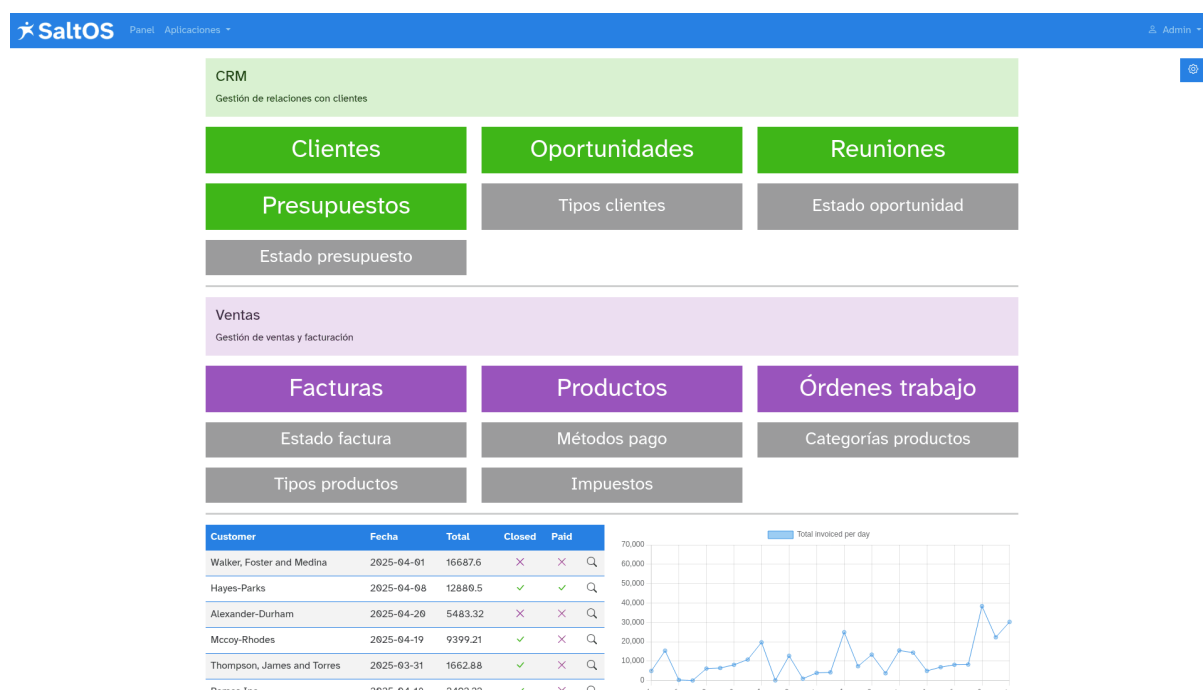 SaltOS Panel Aplicaciones Admin
CRM
Gestión de relaciones con clientes
Clientes Oportunidades Reuniones
Presupuestos Tipos clientes Estado oportunidad
Estado presupuesto
Ventas
Gestión de ventas y facturación
Facturas Productos Órdenes trabajo
Estado factura Métodos pago Categorías productos
Tipos productos Impuestos
Customer Fecha Total Closed Paid
Walker, Foster and Medina 2025-04-01 16687.6
Hayes-Parks 2025-04-08 12880.5
Alexander-Durham 2025-04-20 5483.32
Mccoy-Rhodes 2025-04-19 9399.21
Thompson, James and Torres 2025-03-31 1662.88
Total invoiced per day
70,000
60,000
50,000
40,000
30,000
20,000
10,000
0